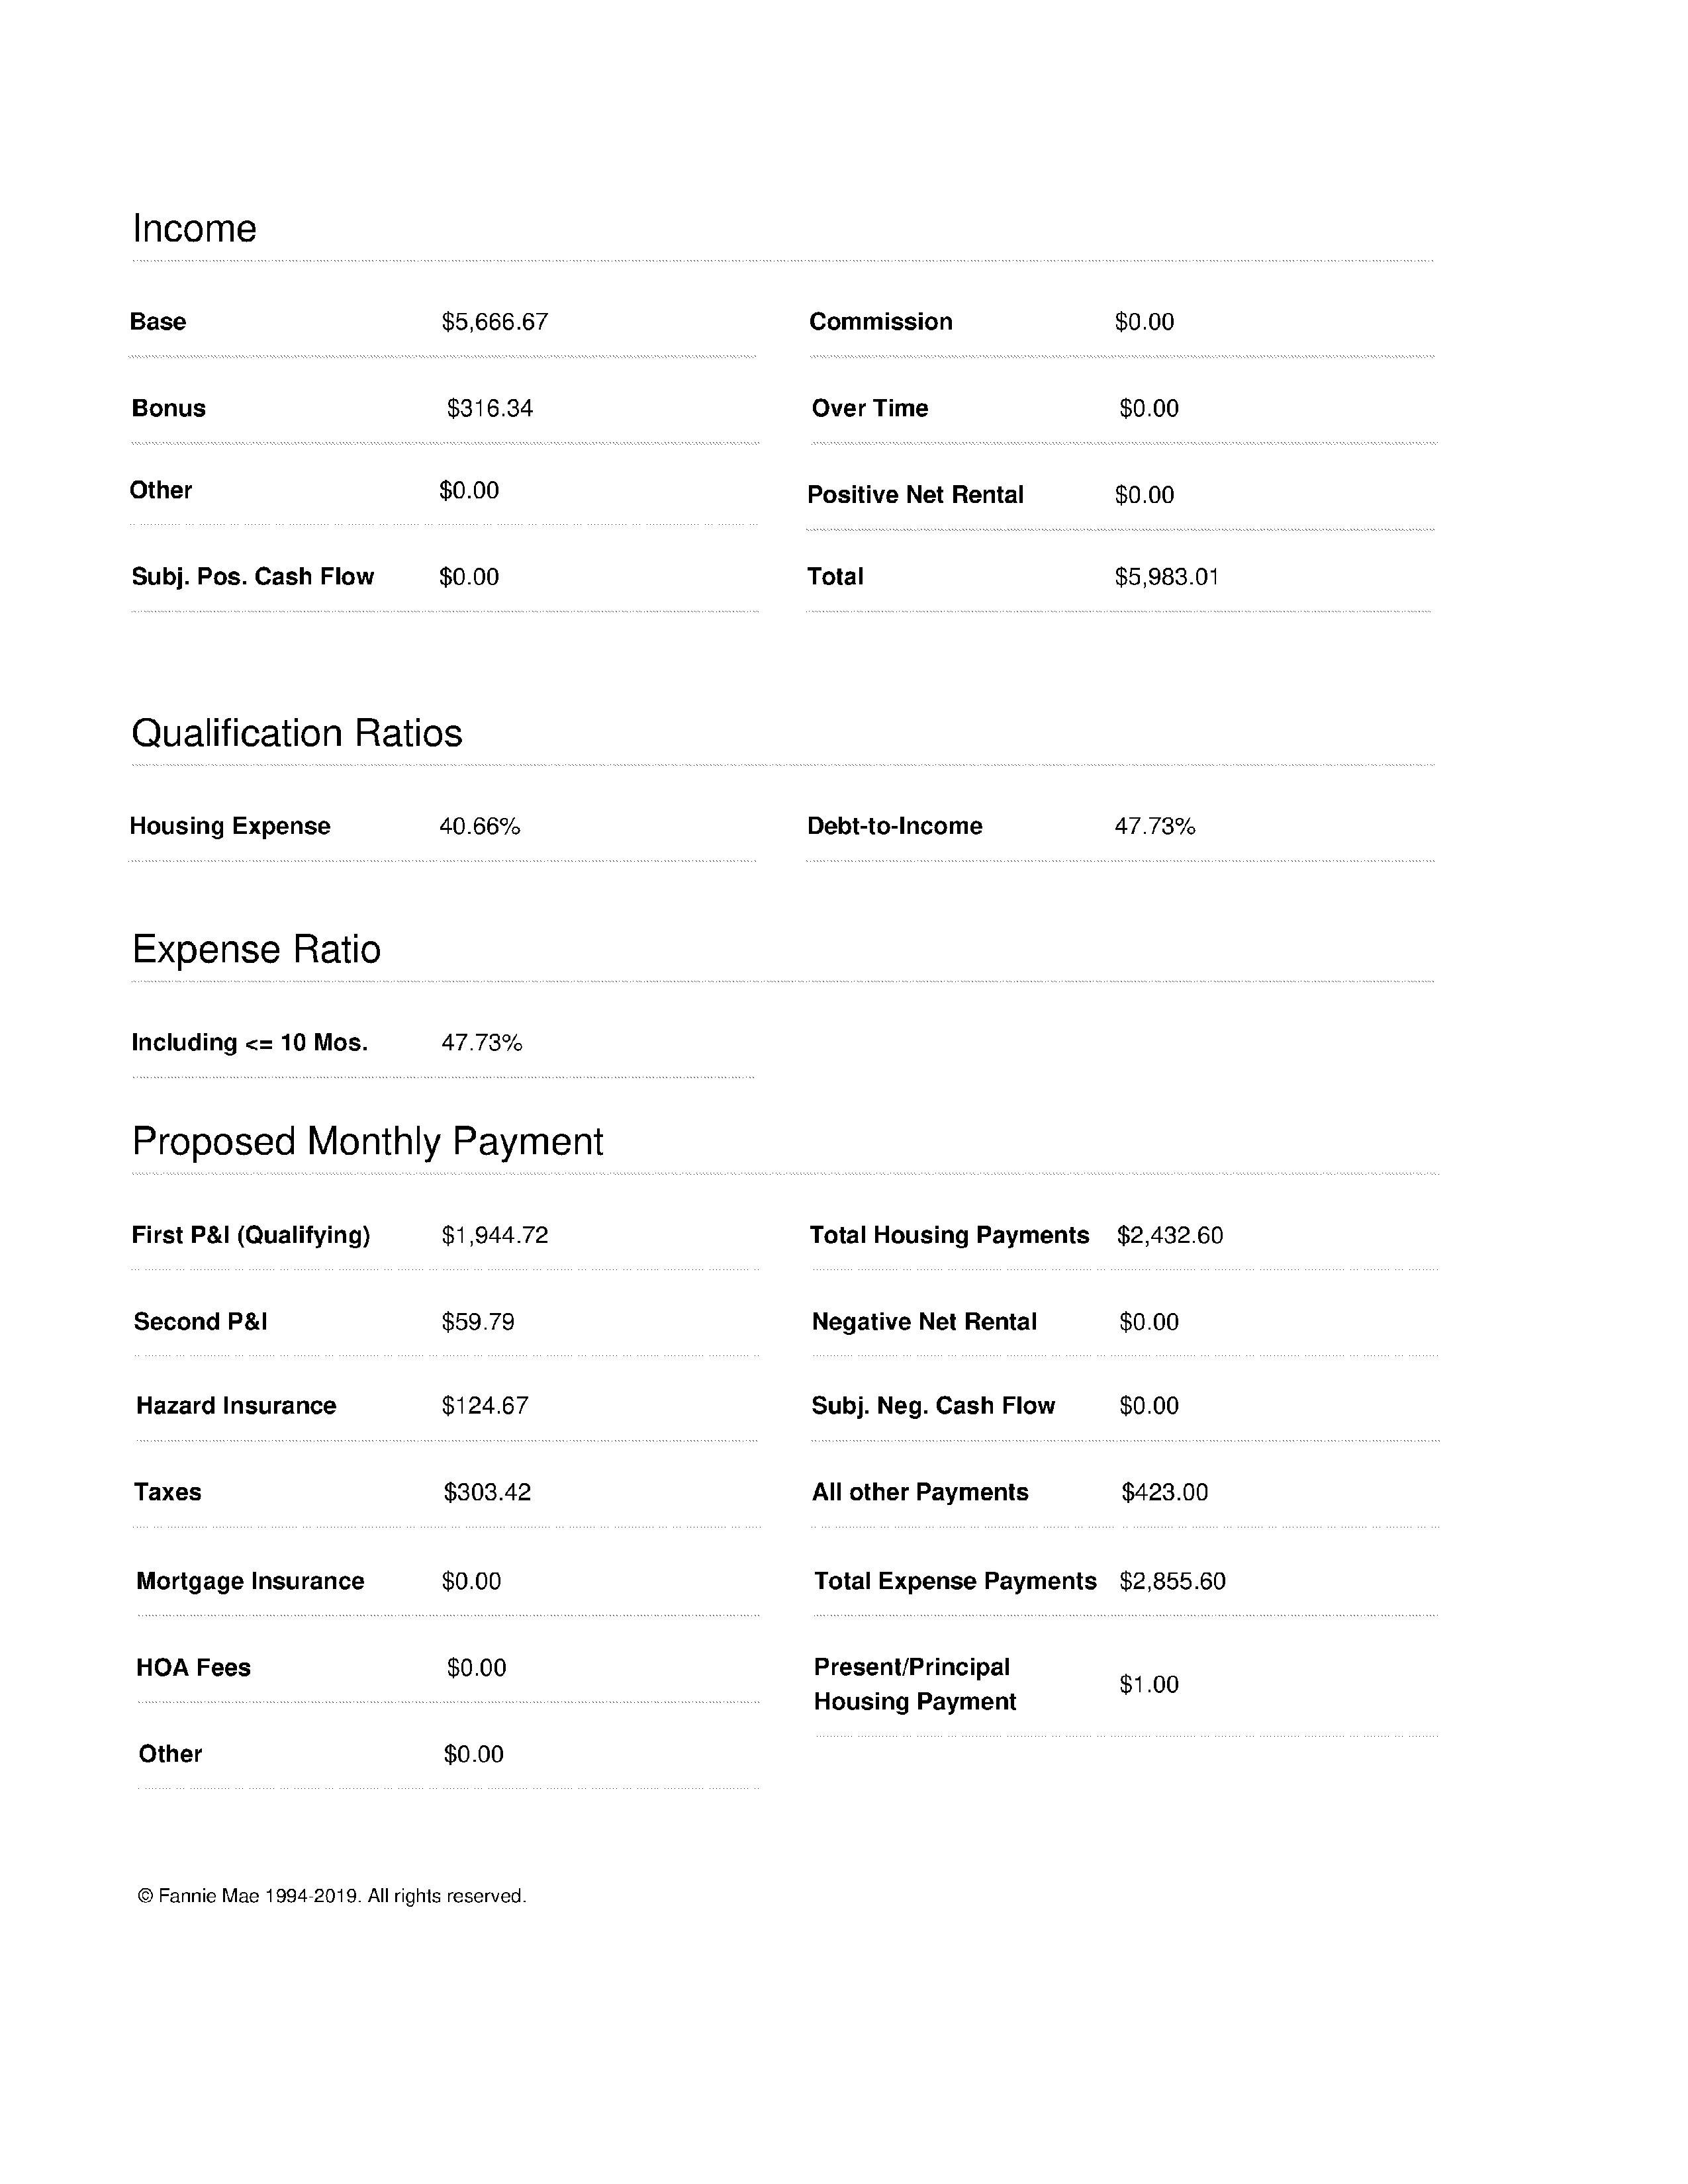 Income
Base $5,666.67 Commission $0.00
Bonus $316.34 Over Time $0.00
Other $0.00 Positive Net Rental $0.00
Subj. Pos. Cash Flow $0.00 Total $5,983.01
Qualification Ratios
Housing Expense 40.66% Debt-to-Income 47.73%
Expense Ratio
Including <= 10 Mos. 47.73%
Proposed Monthly Payment
First P&I (Qualifying) $1,944.72 Total Housing Payments $2,432.60
Second P&I $59.79 Negative Net Rental $0.00
Hazard Insurance $124.67 Subj. Neg. Cash Flow $0.00
Taxes $303.42 All other Payments $423.00
Mortgage Insurance $0.00 Total Expense Payments $2,855.60
HOA Fees $0.00 Present/Principal
Housing Payment $1.00
Other $0.00
© Fannie Mae 1994-2019. All rights reserved.